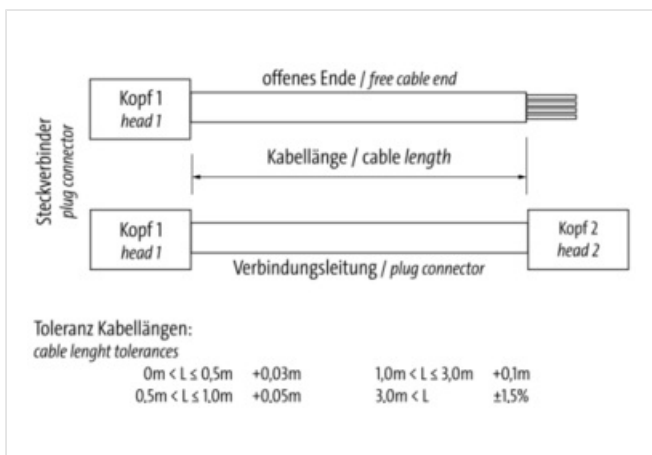 offenes Ende / free cable end
Kopf 1
head 1
Steckverbinder
plug connector
Kabellänge / cable length
Kopf 1
head 1
Kopf 2
head 2
Verbindungsleitung / plug connector
Toleranz Kabellängen:
cable lenght tolerances
0m < L ≤ 0,5m +0,03m 1,0m < L ≤ 3,0m +0,1m
0,5m < L ≤ 1,0m +0,05m 3,0m < L ±1,5%